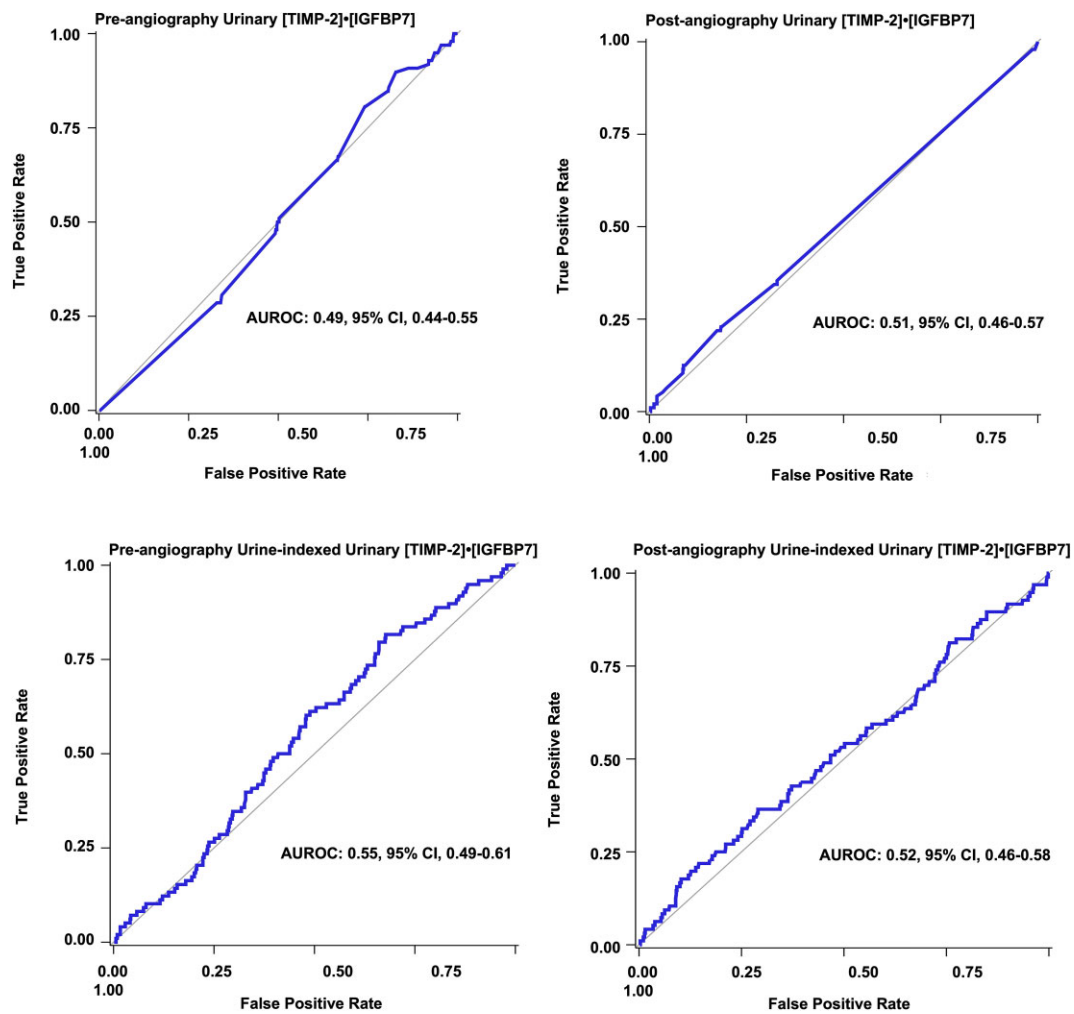 Pre-angiography Urinary [TIMP-2]•[IGFBP7]
1.00
0.75
0.50
0.25
0.00
True Positive Rate
AUROC: 0.49, 95% CI, 0.44-0.55
0.00 0.25 0.50 0.75
1.00
False Positive Rate
Post-angiography Urinary [TIMP-2]•[IGFBP7]
1.00
0.75
0.50
0.25
0.00
True Positive Rate
AUROC: 0.51, 95% CI, 0.46-0.57
0.00 0.25 0.50 0.75
1.00
False Positive Rate
Pre-angiography Urine-indexed Urinary [TIMP-2]•[IGFBP7]
1.00
0.75
0.50
0.25
0.00
True Positive Rate
AUROC: 0.55, 95% CI, 0.49-0.61
0.00 0.25 0.50 0.75
1.00
False Positive Rate
Post-angiography Urine-indexed Urinary [TIMP-2]•[IGFBP7]
1.00
0.75
0.50
0.25
0.00
True Positive Rate
AUROC: 0.52, 95% CI, 0.46-0.58
0.00 0.25 0.50 0.75
1.00
False Positive Rate